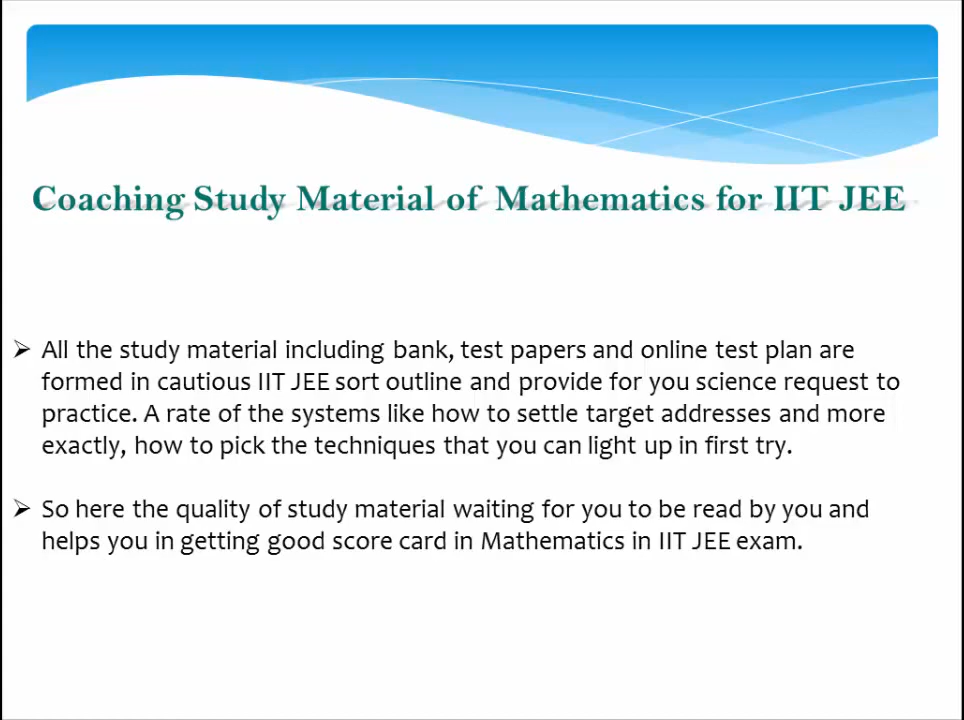 Coaching Study Material of Mathematics for IIT JEE
➢ All the study material including bank, test papers and online test plan are
formed in cautious IIT JEE sort outline and provide for you science request to
practice. A rate of the systems like how to settle target addresses and more
exactly, how to pick the techniques that you can light up in first try.
➢ So here the quality of study material waiting for you to be read by you and
helps you in getting good score card in Mathematics in IIT JEE exam.